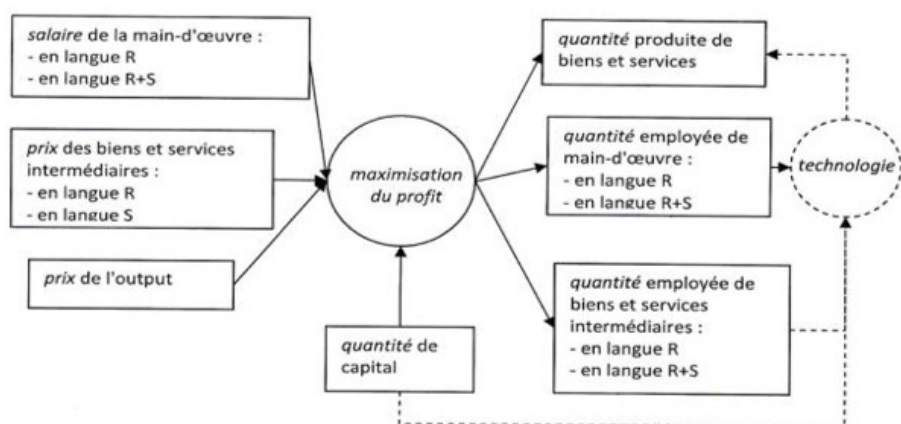 salaire de la main-d'œuvre :
- en langue R
- en langue R+S
prix des biens et services
intermédiaires :
- en langue R
- en langue S
prix de l'output
maximisation
du profit
quantité de
capital
quantité produite de
biens et services
quantité employée de
main-d'œuvre :
- en langue R
- en langue R+S
quantité employée de
biens et services
intermédiaires :
- en langue R
- en langue R+S
technologie